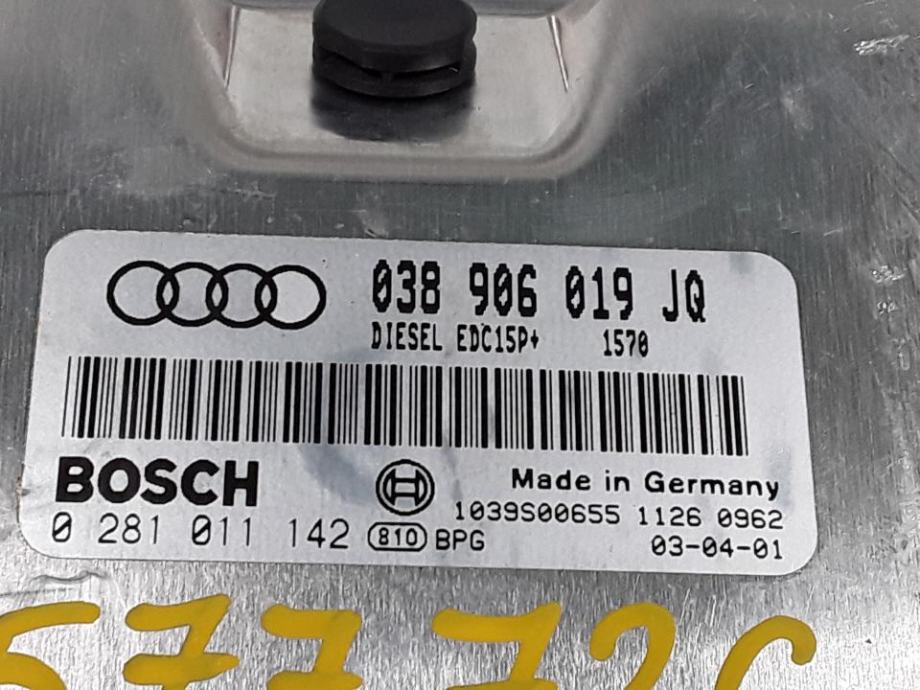 038 906 019 JQ
DIESEL EDC15P+ 1570
BOSCH
Made in Germany
1039S00655 1126 0962
0 281 011 142 810 BPG
03-04-01